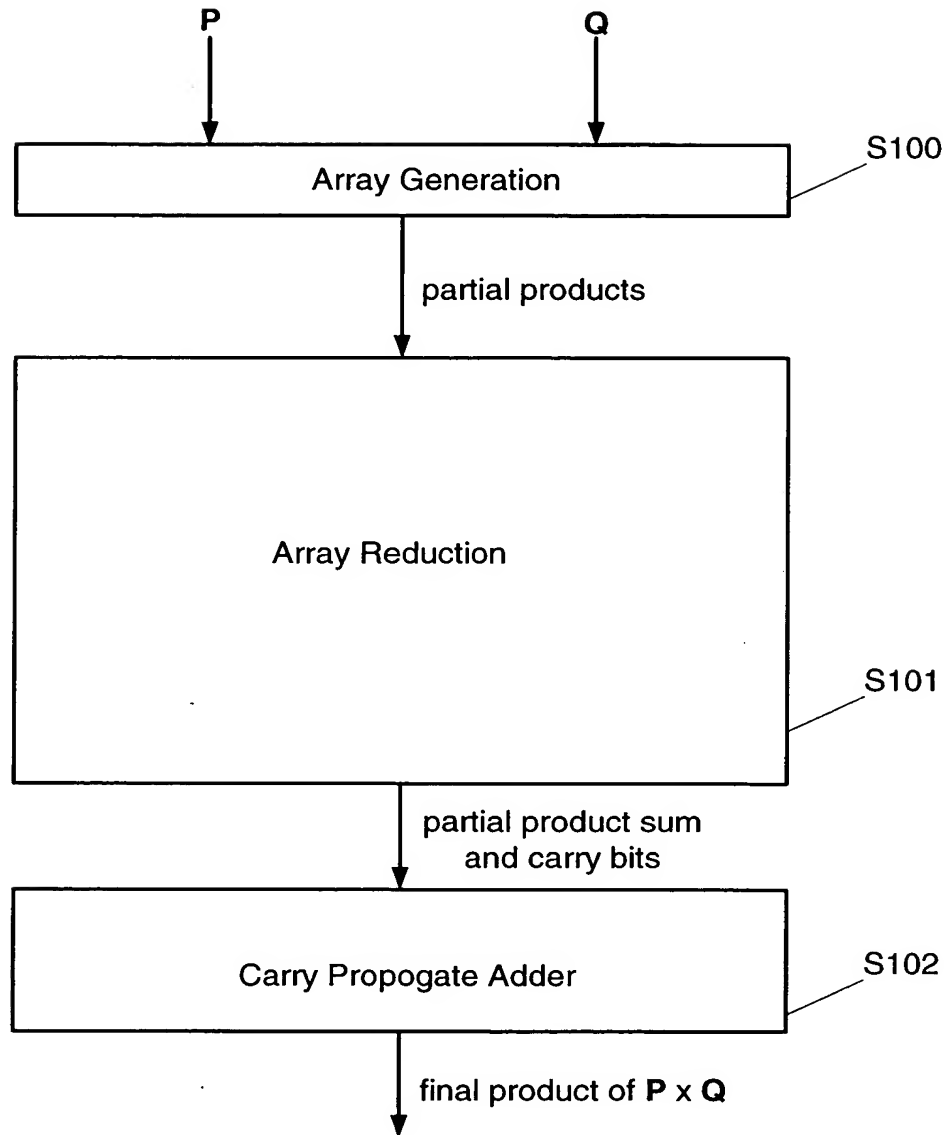 P
Q
S100
Array Generation
partial products
Array Reduction
S101
partial product sum
and carry bits
S102
Carry Propogate Adder
final product of P x Q